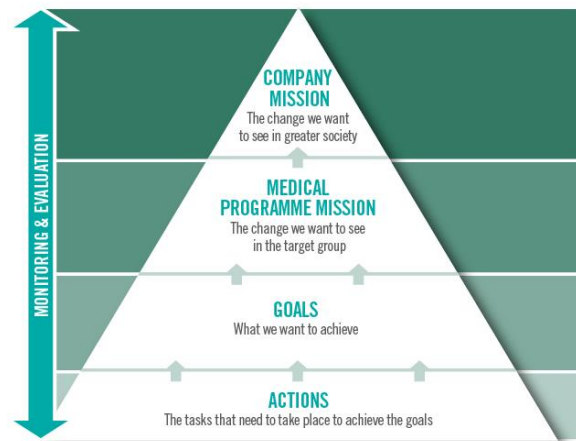 COMPANY
MISSION
The change we want
to see in greater society
MEDICAL
PROGRAMME MISSION
The change we want to see
in the target group
GOALS
What we want to achieve
ACTIONS
The tasks that need to take place to achieve the goals
MONITORING & EVALUATION